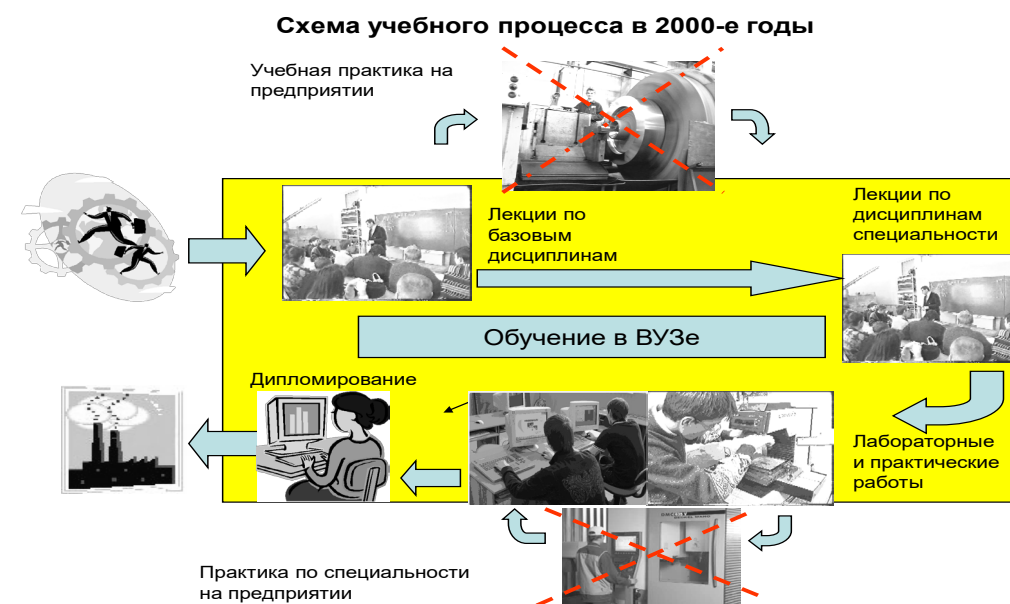 Схема учебного процесса в 2000-е годы
Учебная практика на
предприятии
Лекции по
базовым
дисциплинам
Лекции по
дисциплинам
специальности
Обучение в ВУЗе
Дипломирование
Лабораторные
и практические
работы
Практика по специальности
на предприятии